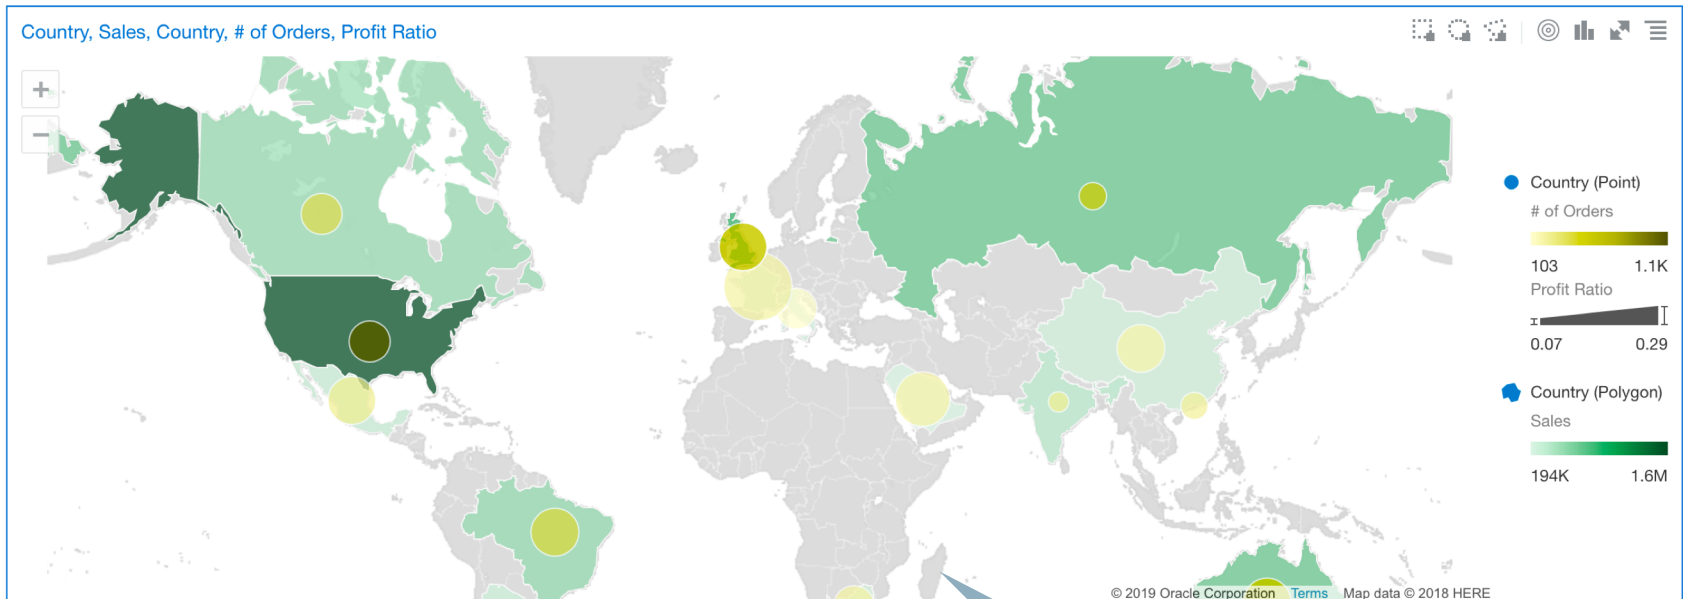 Country, Sales, Country, # of Orders, Profit Ratio
+
−
Country (Point)
# of Orders
103 1.1K
Profit Ratio
0.07 0.29
Country (Polygon)
Sales
194K 1.6M
© 2019 Oracle Corporation Terms Map data © 2018 HERE